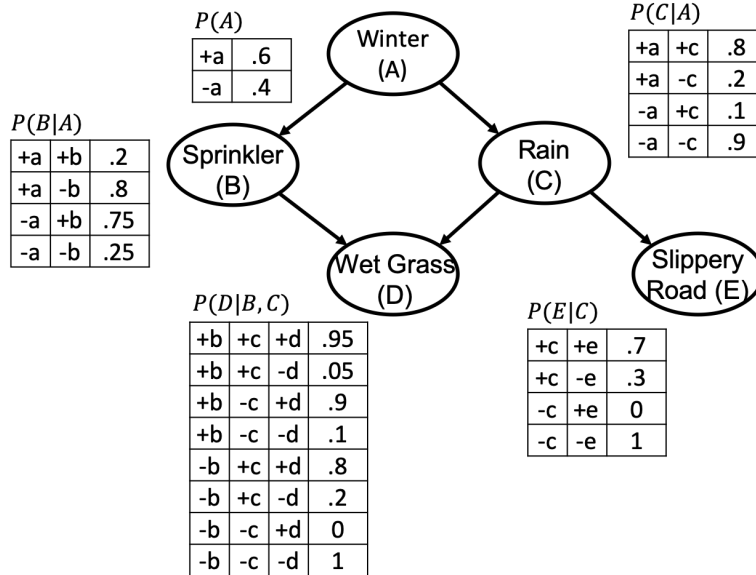 P(A)
+a .6
-a .4
Winter
(A)
P(C|A)
+a +c .8
+a -c .2
-a +c .1
-a -c .9
P(B|A)
+a +b .2
+a -b .8
-a +b .75
-a -b .25
Sprinkler
(B)
Rain
(C)
Wet Grass
(D)
Slippery
Road (E)
P(D|B,C)
+b +c +d .95
+b +c -d .05
+b -c +d .9
+b -c -d .1
-b +c +d .8
-b +c -d .2
-b -c +d 0
-b -c -d 1
P(E|C)
+c +e .7
+c -e .3
-c +e 0
-c -e 1